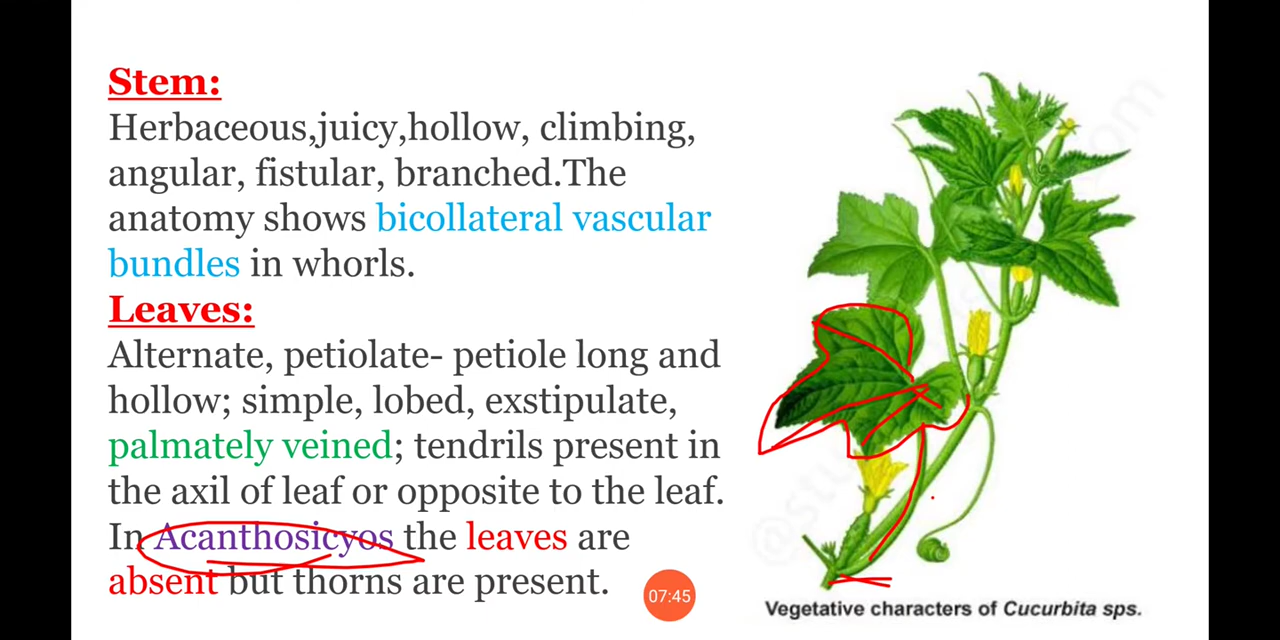 Stem:
Herbaceous,juicy,hollow, climbing,
angular, fistular, branched.The
anatomy shows bicollateral vascular
bundles in whorls.
Leaves:
Alternate, petiolate- petiole long and
hollow; simple, lobed, exstipulate,
palmately veined; tendrils present in
the axil of leaf or opposite to the leaf.
In Acanthosicyos the leaves are
absent but thorns are present.
07:45
Vegetative characters of Cucurbita sps.